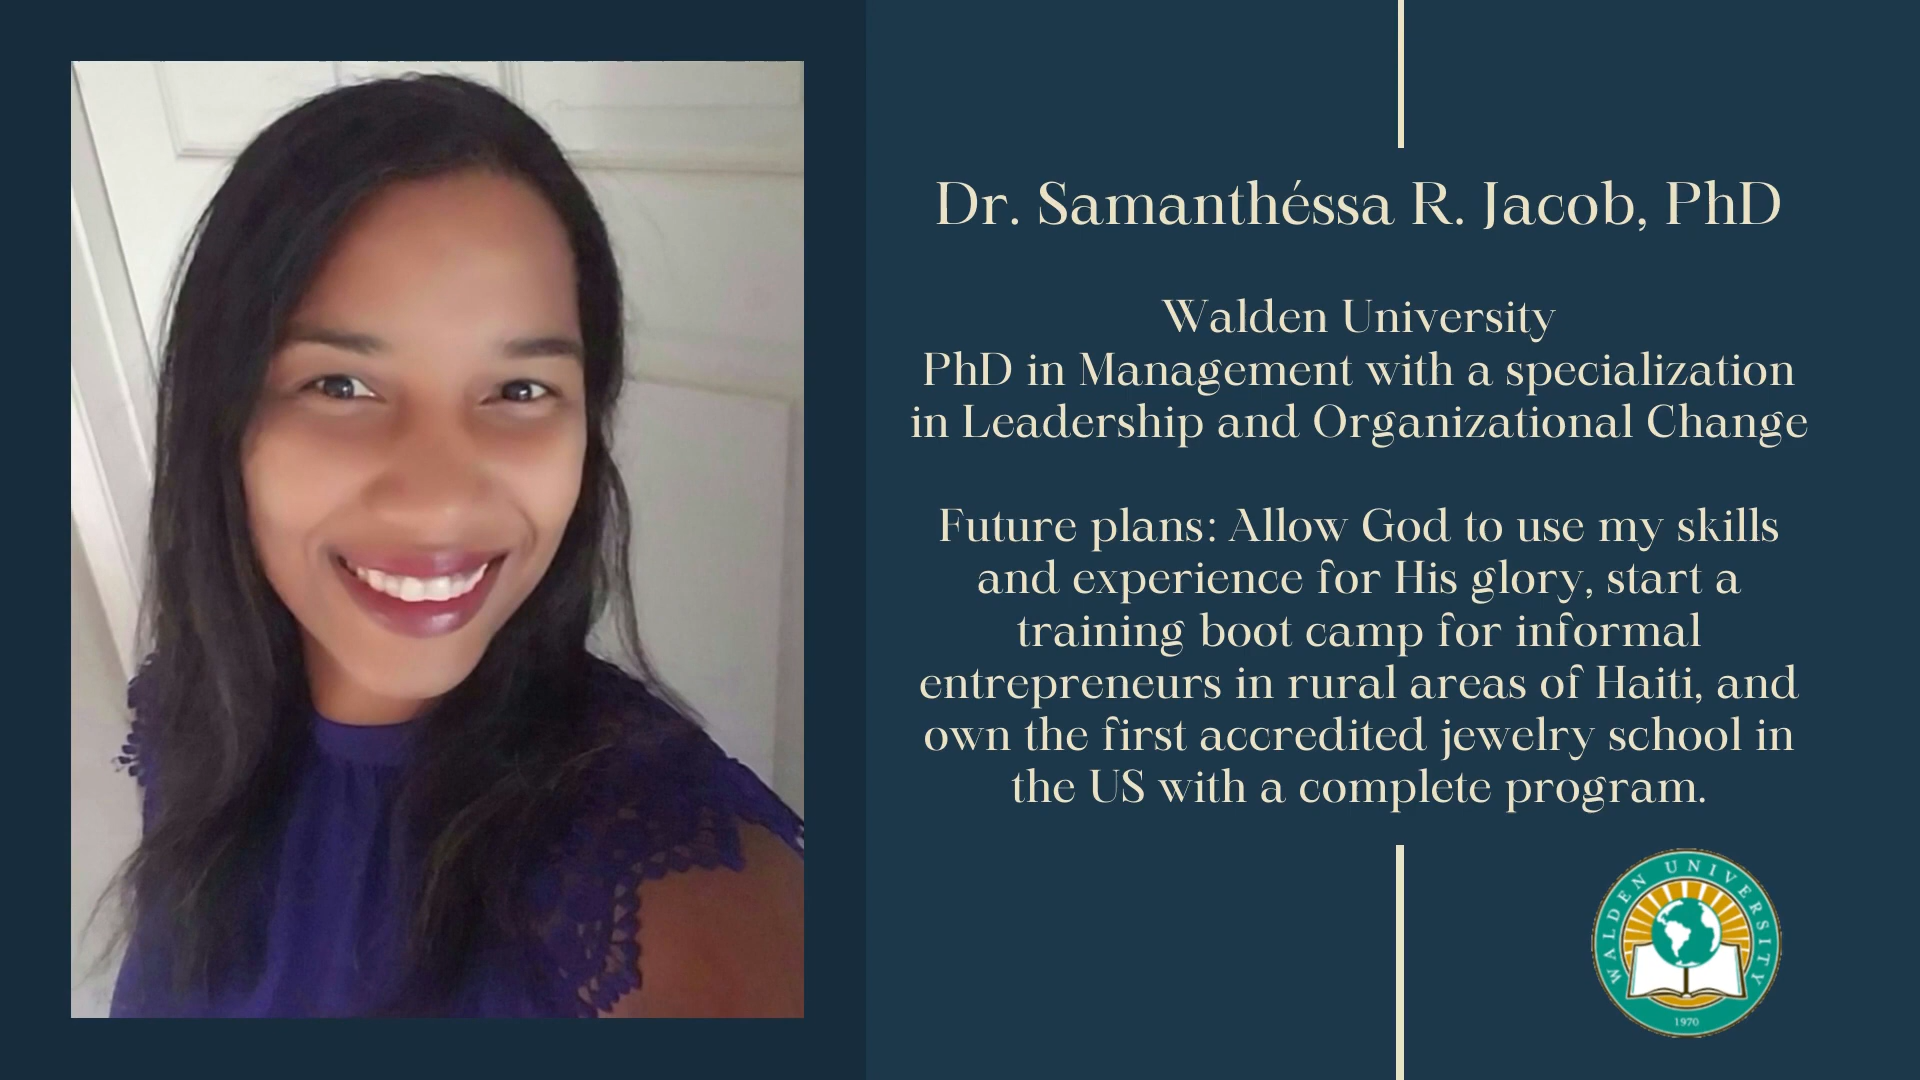 Dr. Samanthéssa R. Jacob, PhD
Walden University
PhD in Management with a specialization
in Leadership and Organizational Change
Future plans: Allow God to use my skills
and experience for His glory, start a
training boot camp for informal
entrepreneurs in rural areas of Haiti, and
own the first accredited jewelry school in
the US with a complete program.
WALDEN UNIVERSITY
1970